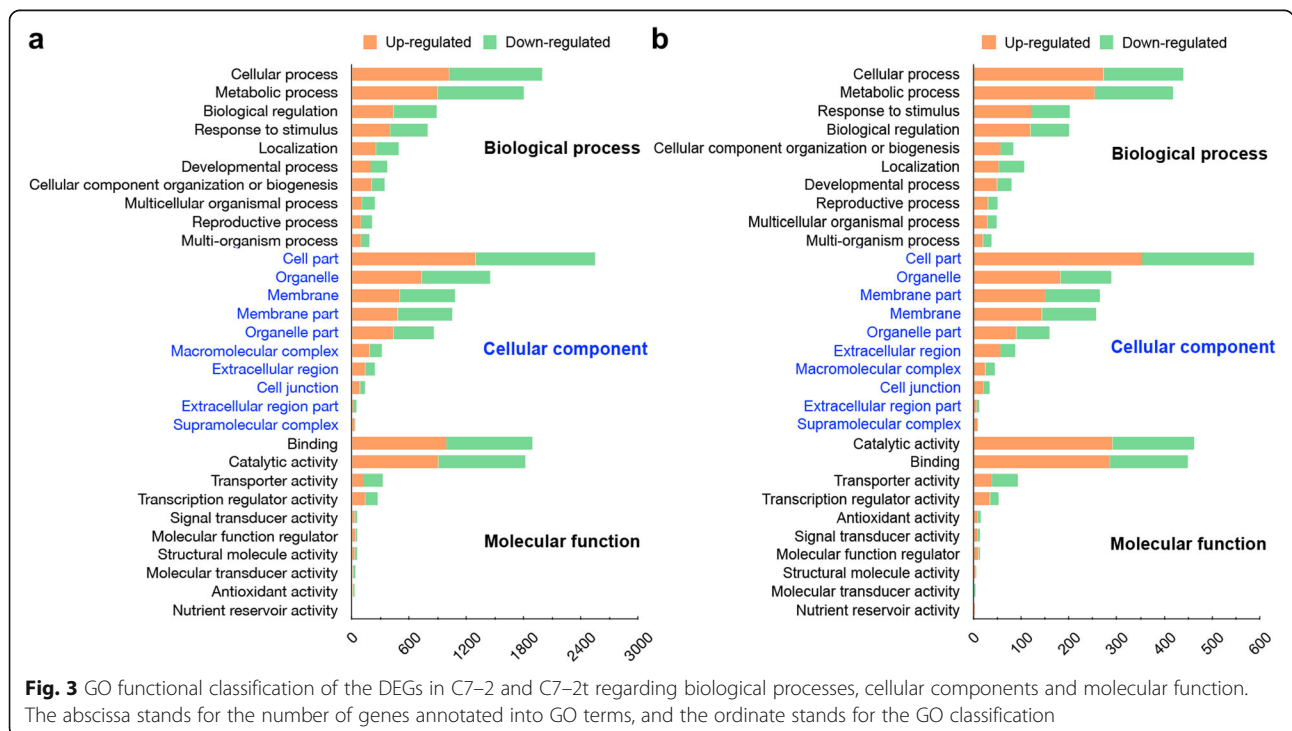 a
Up-regulated Down-regulated
Cellular process
Metabolic process
Biological regulation
Response to stimulus
Localization
Biological process
Developmental process
Cellular component organization or biogenesis
Multicellular organismal process
Reproductive process
Multi-organism process
Cell part
Organelle
Membrane
Membrane part
Organelle part
Macromolecular complex
Cellular component
Extracellular region
Cell junction
Extracellular region part
Supramolecular complex
Binding
Catalytic activity
Transporter activity
Transcription regulator activity
Signal transducer activity
Molecular function regulator
Molecular function
Structural molecule activity
Molecular transducer activity
Antioxidant activity
Nutrient reservoir activity
0 600 1200 1800 2400 3000
b
Up-regulated Down-regulated
Cellular process
Metabolic process
Response to stimulus
Biological regulation
Cellular component organization or biogenesis
Biological process
Localization
Developmental process
Reproductive process
Multicellular organismal process
Multi-organism process
Cell part
Organelle
Membrane part
Membrane
Organelle part
Extracellular region
Cellular component
Macromolecular complex
Cell junction
Extracellular region part
Supramolecular complex
Catalytic activity
Binding
Transporter activity
Transcription regulator activity
Antioxidant activity
Signal transducer activity
Molecular function
Molecular function regulator
Structural molecule activity
Molecular transducer activity
Nutrient reservoir activity
0 100 200 300 400 500 600
Fig. 3 GO functional classification of the DEGs in C7–2 and C7–2t regarding biological processes, cellular components and molecular function.
The abscissa stands for the number of genes annotated into GO terms, and the ordinate stands for the GO classification